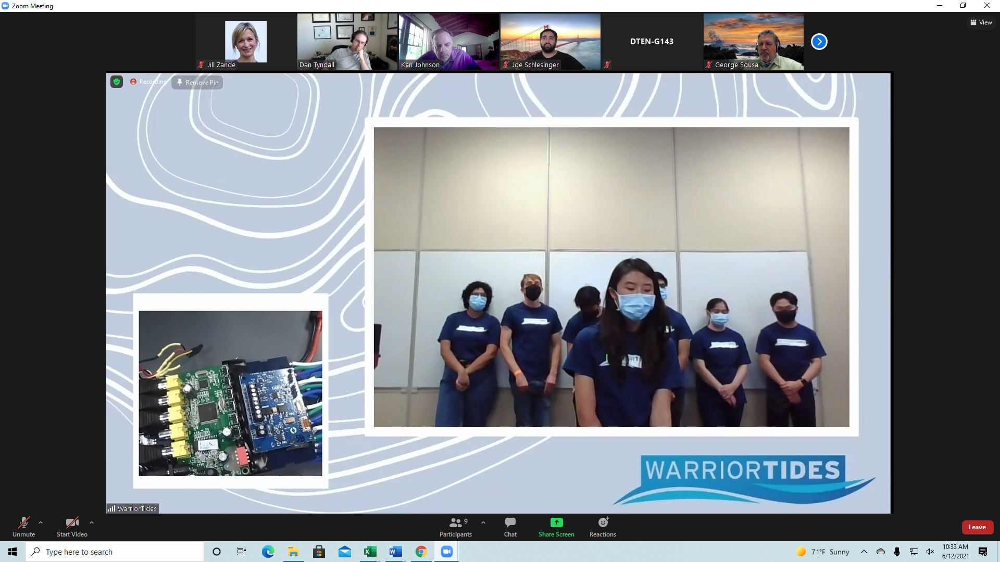 Zoom Meeting
View
Jill Zande
Dan Tyndall
Ken Johnson
Joe Schlesinger
DTEN-G143
George Sousa
Recording
Remove Pin
WARRIORTIDES
WarriorTides
Unmute
Start Video
9
Participants
Chat
Share Screen
Reactions
Leave
Type here to search
71°F Sunny
10:33 AM
6/12/2021